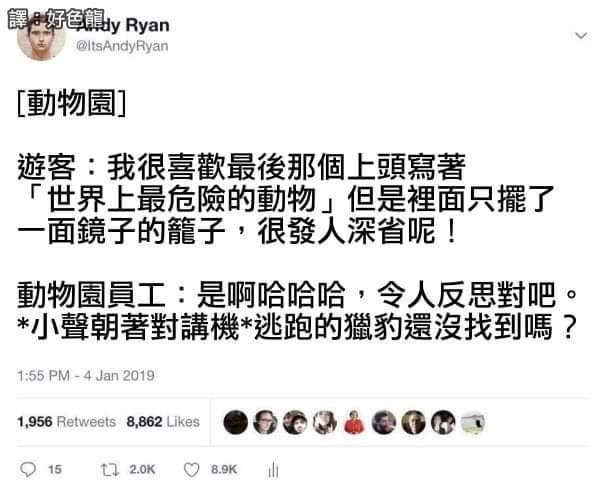 譯：好色龍
Andy Ryan
@ItsAndyRyan
[動物園]
遊客：我很喜歡最後那個上頭寫著
「世界上最危險的動物」但是裡面只擺了
一面鏡子的籠子，很發人深省呢！
動物園員工：是啊哈哈哈，令人反思對吧。
*小聲朝著對講機*逃跑的獵豹還沒找到嗎？
1:55 PM - 4 Jan 2019
1,956 Retweets 8,862 Likes
15 2.0K 8.9K